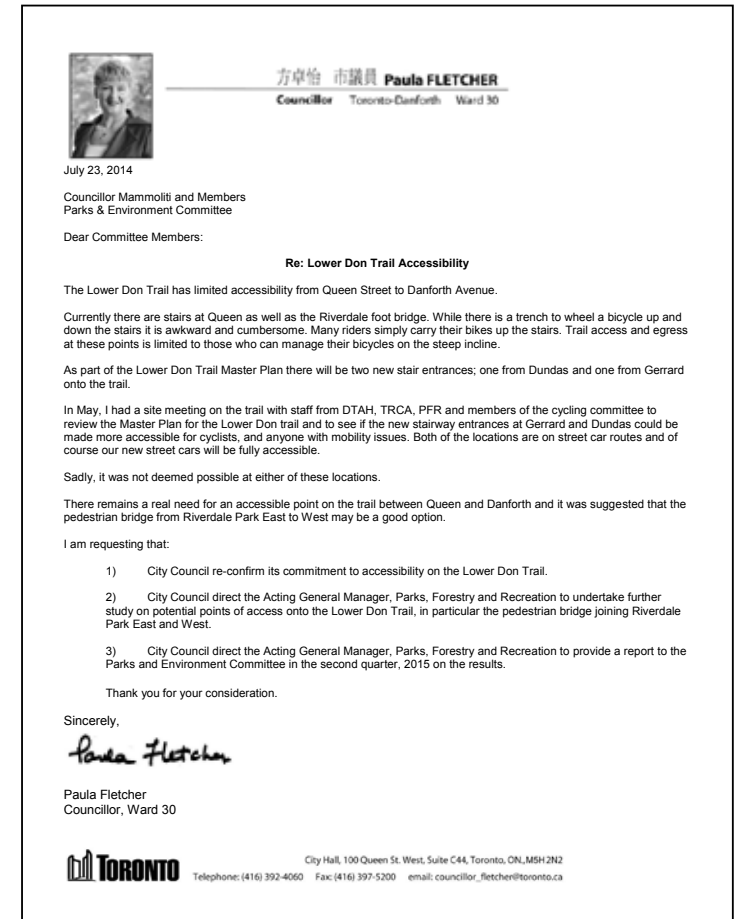 方卓怡 市議員 Paula FLETCHER
Councillor Toronto-Danforth Ward 30
July 23, 2014
Councillor Mammoliti and Members
Parks & Environment Committee
Dear Committee Members:
Re: Lower Don Trail Accessibility
The Lower Don Trail has limited accessibility from Queen Street to Danforth Avenue.
Currently there are stairs at Queen as well as the Riverdale foot bridge. While there is a trench to wheel a bicycle up and
down the stairs it is awkward and cumbersome. Many riders simply carry their bikes up the stairs. Trail access and egress
at these points is limited to those who can manage their bicycles on the steep incline.
As part of the Lower Don Trail Master Plan there will be two new stair entrances; one from Dundas and one from Gerrard
onto the trail.
In May, I had a site meeting on the trail with staff from DTAH, TRCA, PFR and members of the cycling committee to
review the Master Plan for the Lower Don trail and to see if the new stairway entrances at Gerrard and Dundas could be
made more accessible for cyclists, and anyone with mobility issues. Both of the locations are on street car routes and of
course our new street cars will be fully accessible.
Sadly, it was not deemed possible at either of these locations.
There remains a real need for an accessible point on the trail between Queen and Danforth and it was suggested that the
pedestrian bridge from Riverdale Park East to West may be a good option.
I am requesting that:
1) City Council re-confirm its commitment to accessibility on the Lower Don Trail.
2) City Council direct the Acting General Manager, Parks, Forestry and Recreation to undertake further
study on potential points of access onto the Lower Don Trail, in particular the pedestrian bridge joining Riverdale
Park East and West.
3) City Council direct the Acting General Manager, Parks, Forestry and Recreation to provide a report to the
Parks and Environment Committee in the second quarter, 2015 on the results.
Thank you for your consideration.
Sincerely,
Paula Fletcher
Paula Fletcher
Councillor, Ward 30
City Hall, 100 Queen St. West, Suite C44, Toronto, ON., M5H 2N2
TORONTO Telephone: (416) 392-4060 Fax: (416) 397-5200 email: councillor_fletcher@toronto.ca